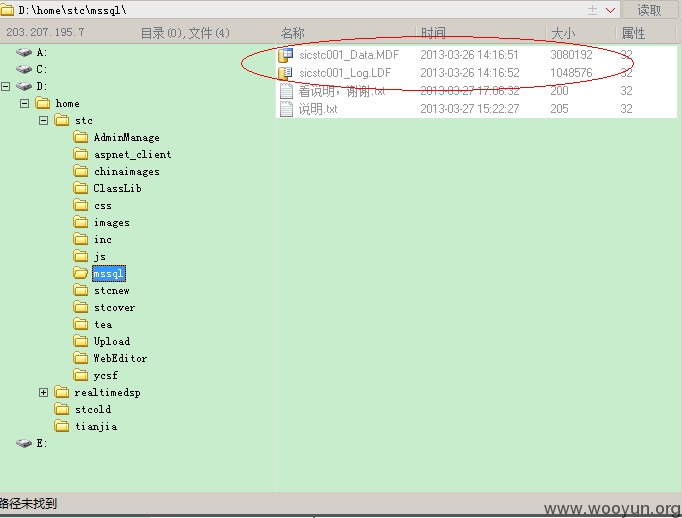 D:\home\stc\mssql\ 读取
203.207.195.7 目录(0),文件(4) 名称 时间 大小 属性
A:
C:
D:
home
stc
AdminManage
aspnet_client
chinaimages
ClassLib
css
images
inc
js
mssql
stcnew
stcover
tea
Upload
WebEditor
ycsf
realtimedsp
stcold
tianjia
E:
sicstc001_Data.MDF 2013-03-26 14:16:51 3080192 32
sicstc001_Log.LDF 2013-03-26 14:16:52 1048576 32
看说明，谢谢.txt 2013-03-27 17:06:32 200 32
说明.txt 2013-03-27 15:22:27 205 32
路径未找到
www.wooyun.org